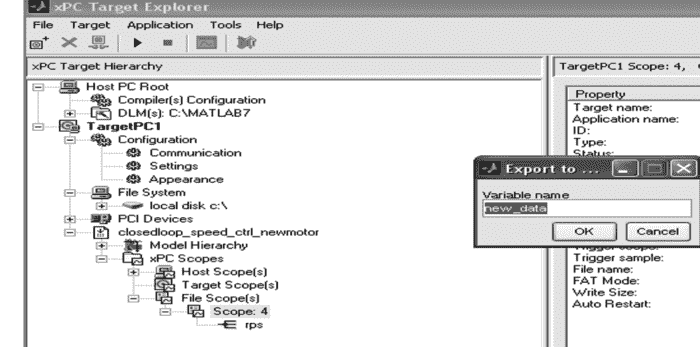 xPC Target Explorer
File Target Application Tools Help
xPC Target Hierarchy
Host PC Root
Compiler(s) Configuration
DLM(s): C:\MATLAB7
TargetPC1
Configuration
Communication
Settings
Appearance
File System
local disk c:\
PCI Devices
closedloop_speed_ctrl_newmotor
Model Hierarchy
xPC Scopes
Host Scope(s)
Target Scope(s)
File Scope(s)
Scope: 4
rps
TargetPC1 Scope: 4,
Property
Target name:
Application name:
ID:
Type:
Status:
Export to ...
Variable name
new_data
OK Cancel
Trigger scope:
Trigger sample:
File name:
FAT Mode:
Write Size:
Auto Restart: